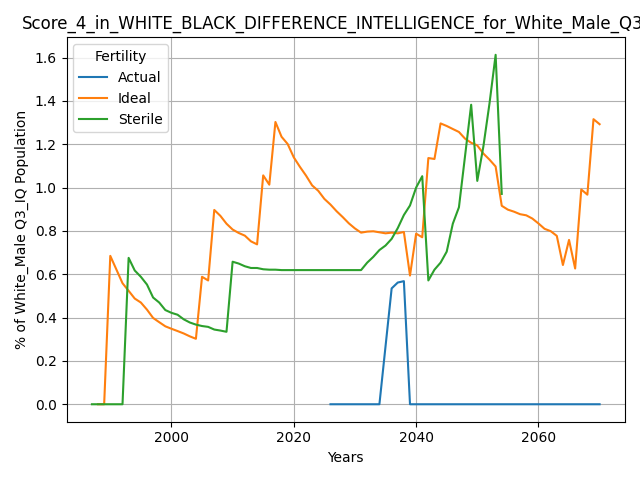 Score_4_in_WHITE_BLACK_DIFFERENCE_INTELLIGENCE_for_White_Male_Q3
Fertility
Actual
Ideal
Sterile
% of White_Male Q3_IQ Population
1.6
1.4
1.2
1.0
0.8
0.6
0.4
0.2
0.0
2000 2020 2040 2060
Years